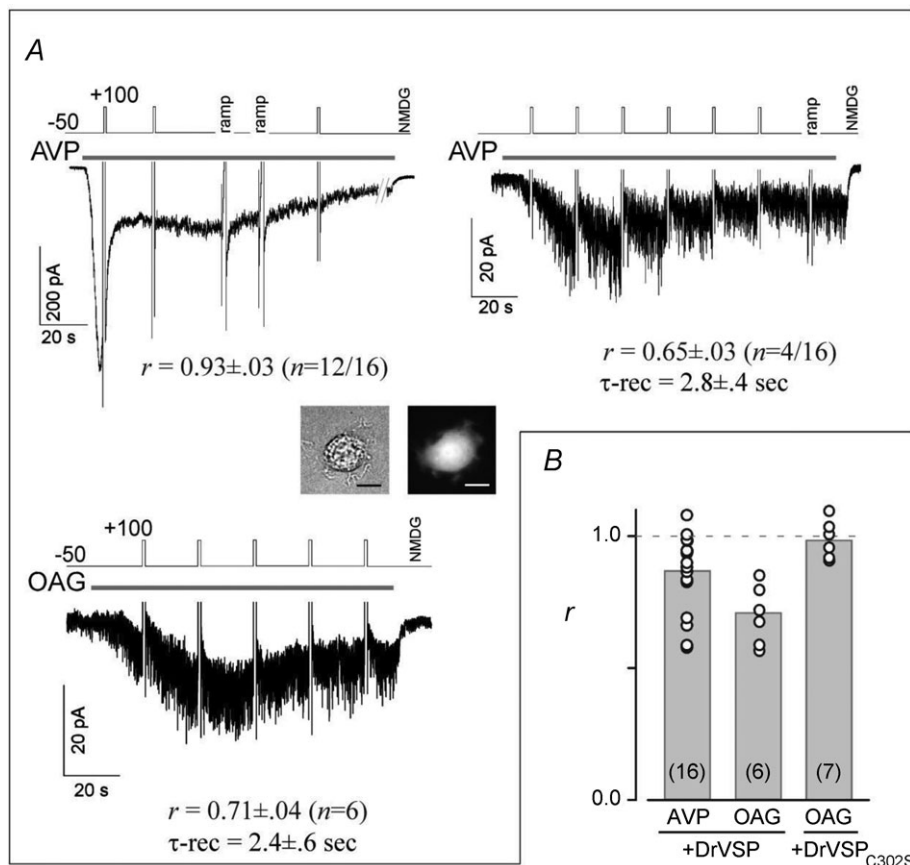 A
+100
-50
ramp
ramp
NMDG
AVP
200 pA
20 s
r = 0.93±.03 (n=12/16)
ramp
NMDG
AVP
20 pA
20 s
r = 0.65±.03 (n=4/16)
τ-rec = 2.8±.4 sec
+100
-50
NMDG
OAG
20 pA
20 s
r = 0.71±.04 (n=6)
τ-rec = 2.4±.6 sec
B
1.0
r
0.0
(16)
(6)
(7)
AVP OAG OAG
+DrVSP +DrVSP
C3029